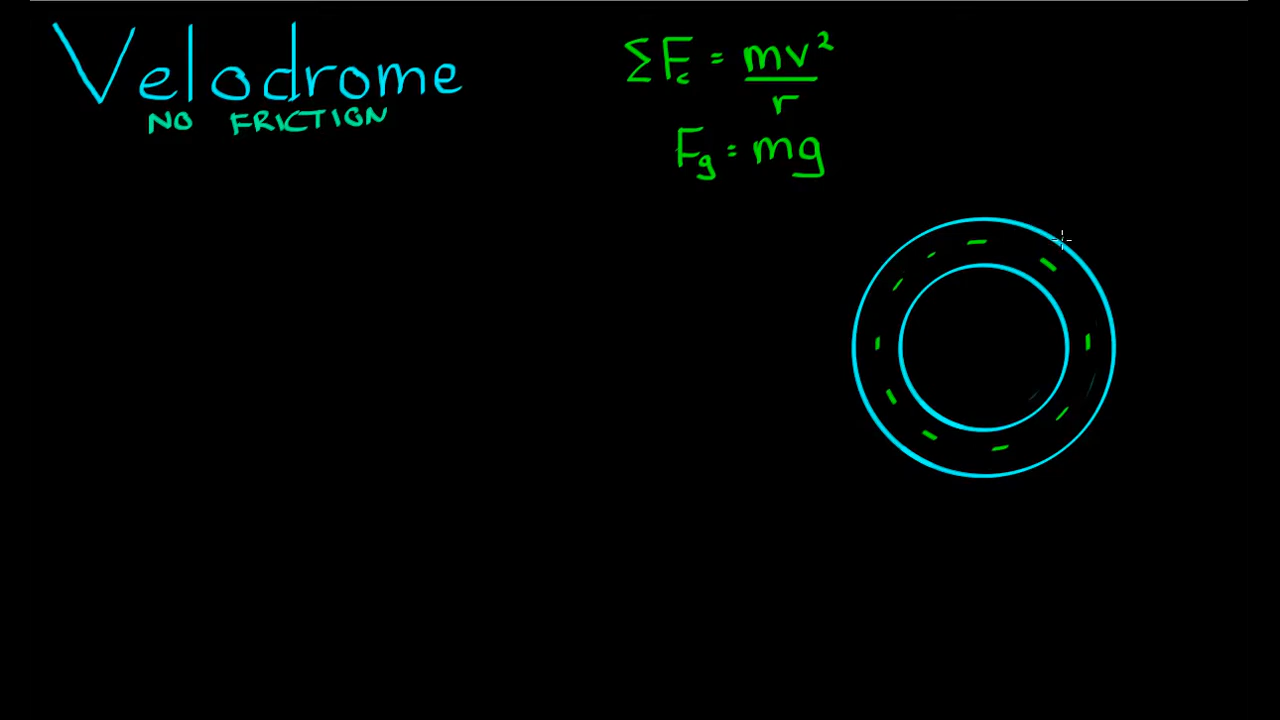 Velodrome
NO FRICTION
ΣFc = mv²/r
Fg = mg